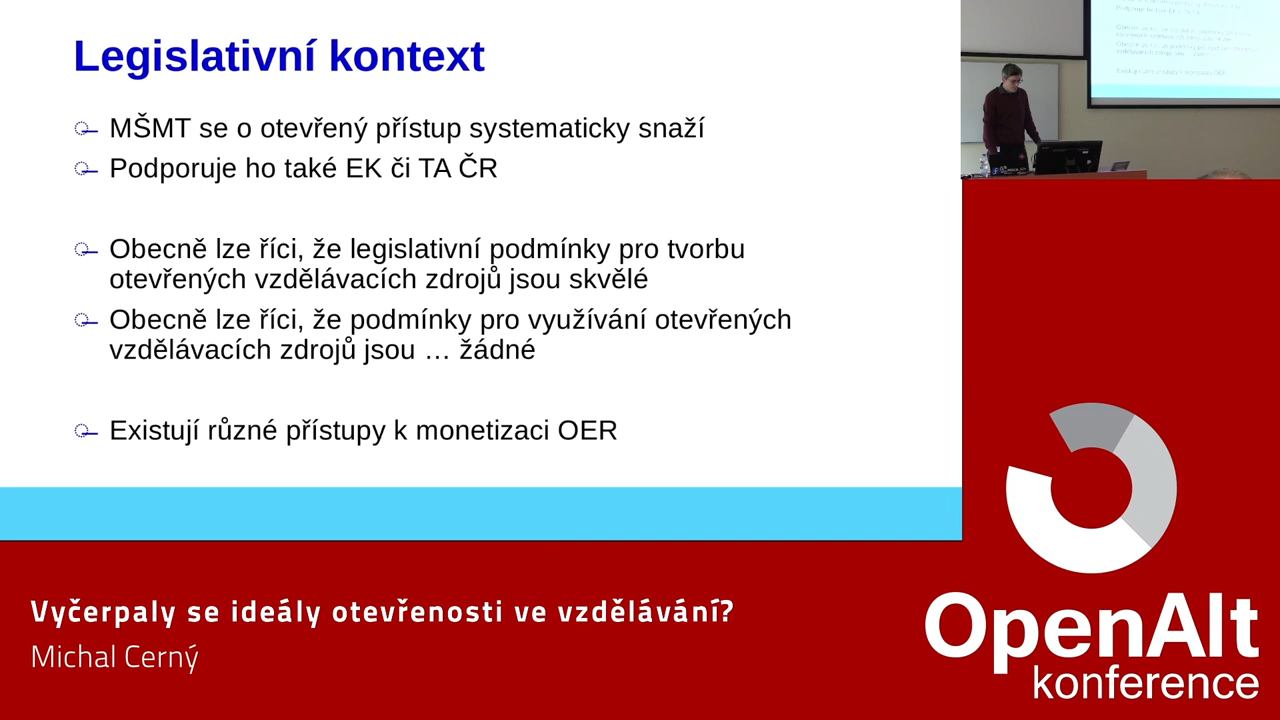 Legislativní kontext
MŠMT se o otevřený přístup systematicky snaží
Podporuje ho také EK či TA ČR
Obecně lze říci, že legislativní podmínky pro tvorbu
otevřených vzdělávacích zdrojů jsou skvělé
Obecně lze říci, že podmínky pro využívání otevřených
vzdělávacích zdrojů jsou … žádné
Existují různé přístupy k monetizaci OER
Vyčerpaly se ideály otevřenosti ve vzdělávání?
Michal Cerný
OpenAlt
konference